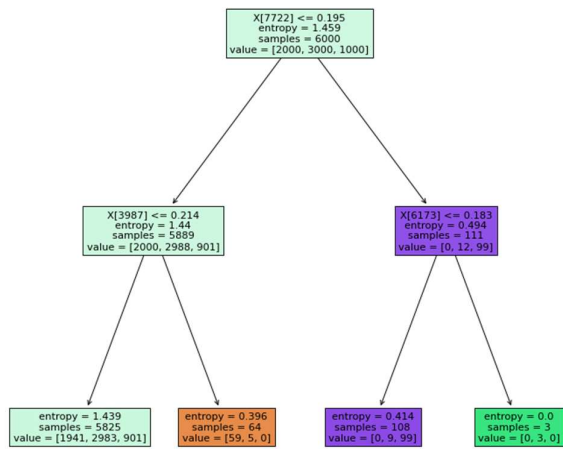 X[7722] <= 0.195
entropy = 1.459
samples = 6000
value = [2000, 3000, 1000]
X[3987] <= 0.214
entropy = 1.44
samples = 5889
value = [2000, 2988, 901]
X[6173] <= 0.183
entropy = 0.494
samples = 111
value = [0, 12, 99]
entropy = 1.439
samples = 5825
value = [1941, 2983, 901]
entropy = 0.396
samples = 64
value = [59, 5, 0]
entropy = 0.414
samples = 108
value = [0, 9, 99]
entropy = 0.0
samples = 3
value = [0, 3, 0]